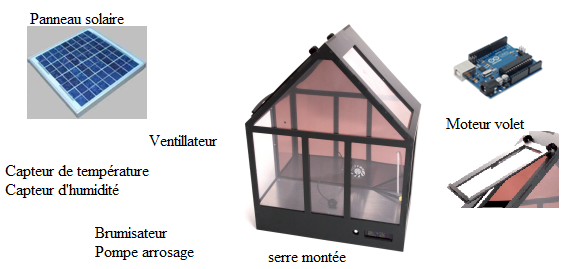 Panneau solaire
Moteur volet
Ventillateur
Capteur de température
Capteur d'humidité
Brumisateur
Pompe arrosage
serre montée